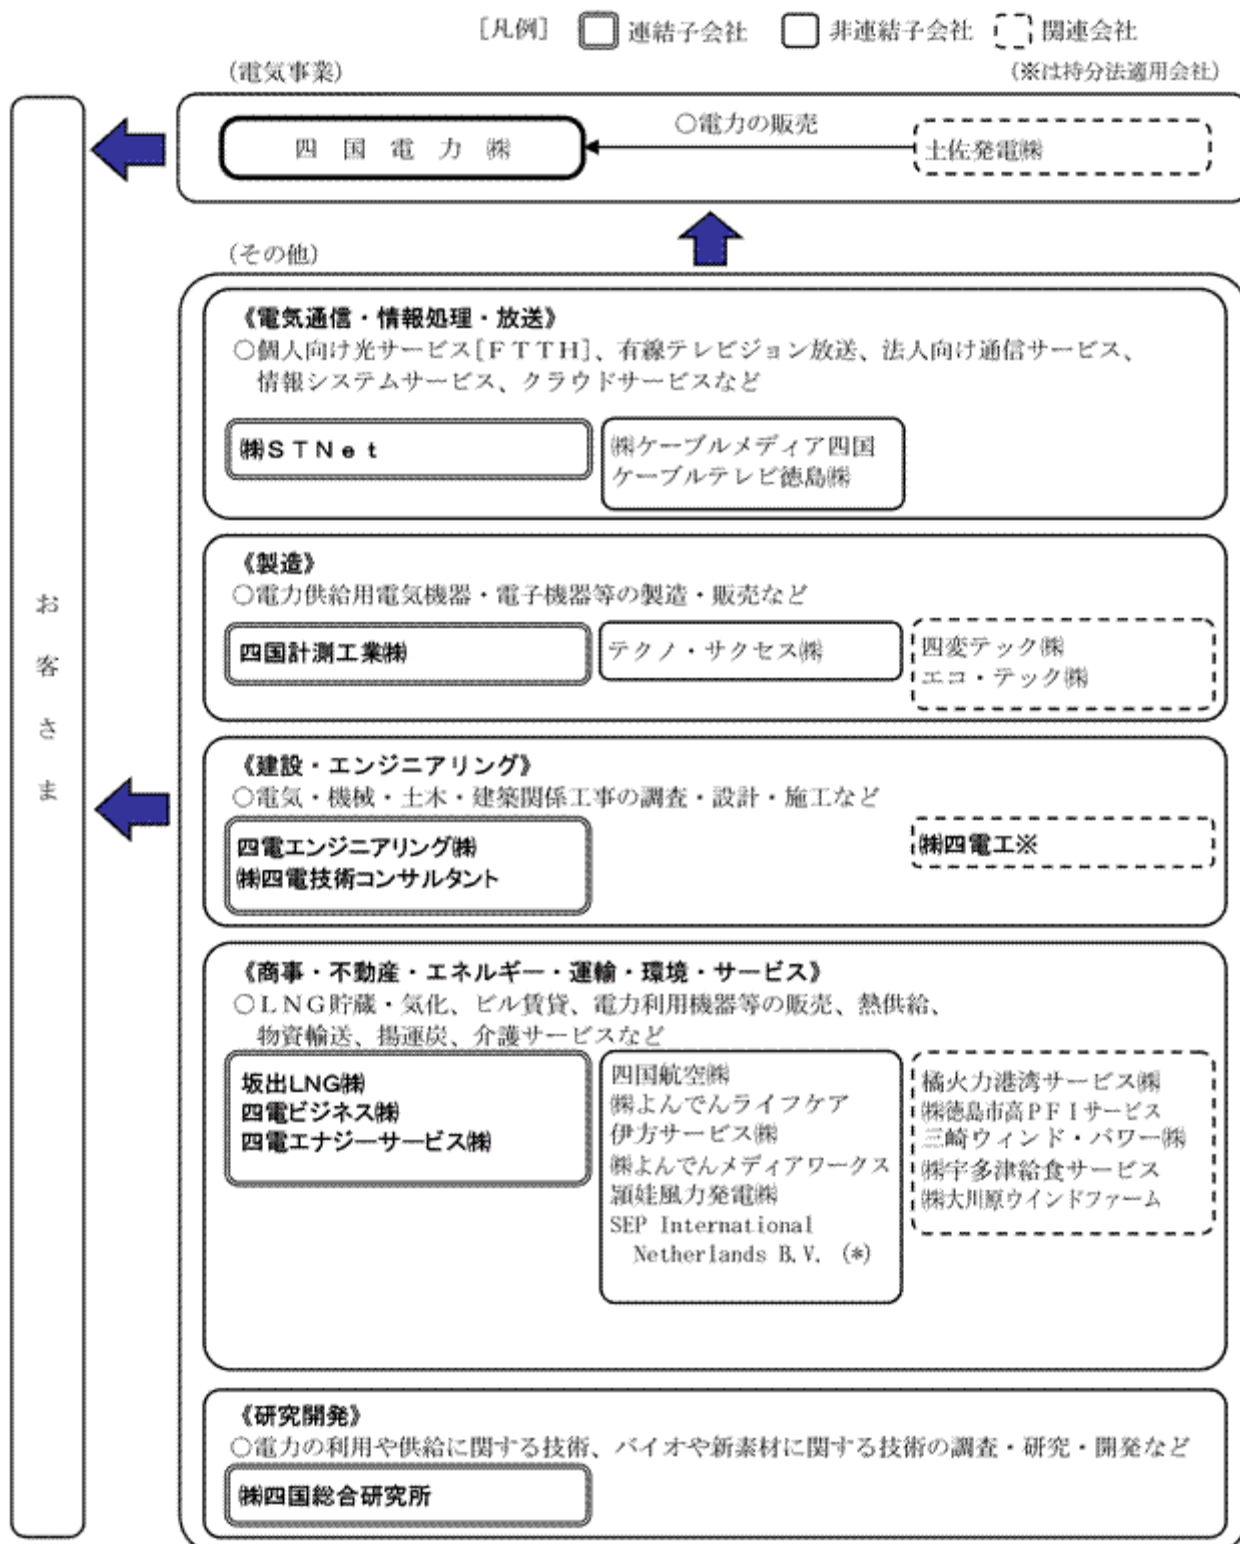 [凡例] 連結子会社 非連結子会社 関連会社
(電気事業) (※は持分法適用会社)
四国電力㈱
○電力の販売
土佐発電㈱
お客さま
(その他)
《電気通信・情報処理・放送》
○個人向け光サービス[FTTH]、有線テレビジョン放送、法人向け通信サービス、
情報システムサービス、クラウドサービスなど
㈱STNet
㈱ケーブルメディア四国
ケーブルテレビ徳島㈱
《製造》
○電力供給用電気機器・電子機器等の製造・販売など
四国計測工業㈱
テクノ・サクセス㈱
四変テック㈱
エコ・テック㈱
《建設・エンジニアリング》
○電気・機械・土木・建築関係工事の調査・設計・施工など
四電エンジニアリング㈱
㈱四電技術コンサルタント
㈱四電工※
《商事・不動産・エネルギー・運輸・環境・サービス》
○LNG貯蔵・気化、ビル賃貸、電力利用機器等の販売、熱供給、
物資輸送、揚運炭、介護サービスなど
坂出LNG㈱
四電ビジネス㈱
四電エナジーサービス㈱
四国航空㈱
㈱よんでんライフケア
伊方サービス㈱
㈱よんでんメディアワークス
頴娃風力発電㈱
SEP International
Netherlands B.V. (*)
橘火力港湾サービス㈱
㈱徳島市高PFIサービス
三崎ウィンド・パワー㈱
㈱宇多津給食サービス
㈱大川原ウインドファーム
《研究開発》
○電力の利用や供給に関する技術、バイオや新素材に関する技術の調査・研究・開発など
㈱四国総合研究所